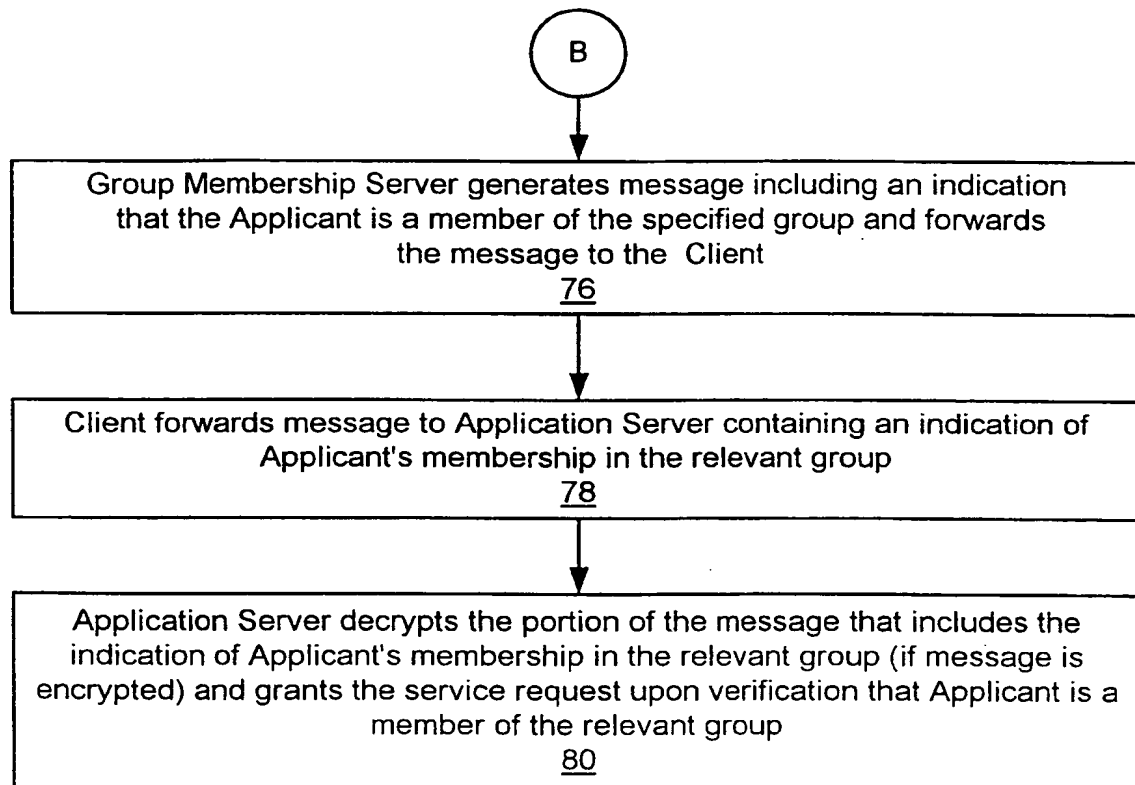 B
Group Membership Server generates message including an indication
that the Applicant is a member of the specified group and forwards
the message to the Client
76
Client forwards message to Application Server containing an indication of
Applicant's membership in the relevant group
78
Application Server decrypts the portion of the message that includes the
indication of Applicant's membership in the relevant group (if message is
encrypted) and grants the service request upon verification that Applicant is a
member of the relevant group
80